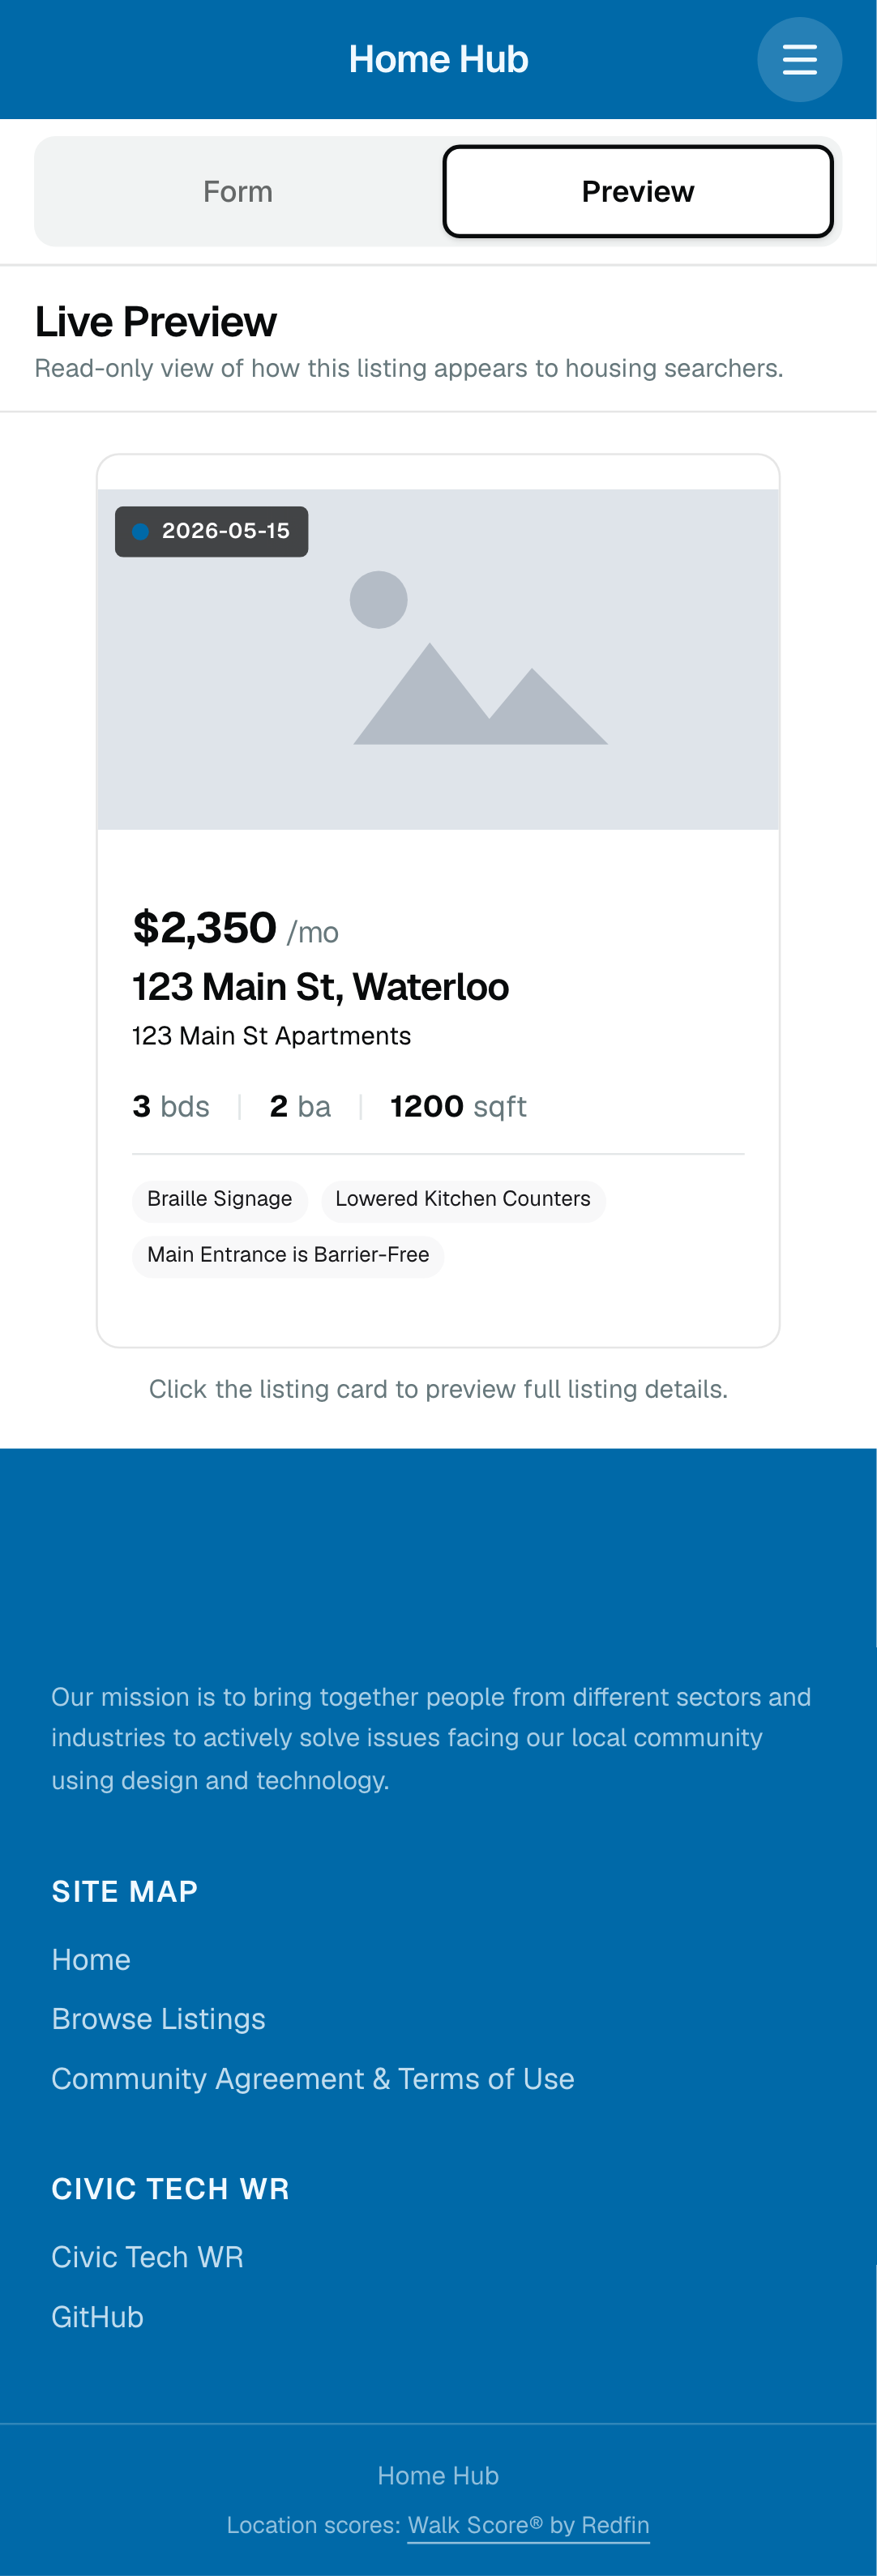 Home Hub
Form
Preview
Live Preview
Read-only view of how this listing appears to housing searchers.
2026-05-15
$2,350 /mo
123 Main St, Waterloo
123 Main St Apartments
3 bds | 2 ba | 1200 sqft
Braille Signage
Lowered Kitchen Counters
Main Entrance is Barrier-Free
Click the listing card to preview full listing details.
Our mission is to bring together people from different sectors and
industries to actively solve issues facing our local community
using design and technology.
SITE MAP
Home
Browse Listings
Community Agreement & Terms of Use
CIVIC TECH WR
Civic Tech WR
GitHub
Home Hub
Location scores: Walk Score® by Redfin